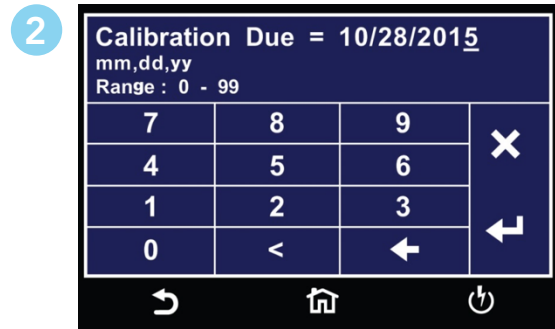 2
Calibration Due = 10/28/2015
mm,dd,yy
Range : 0 - 99
7 8 9
4 5 6
1 2 3
0 <